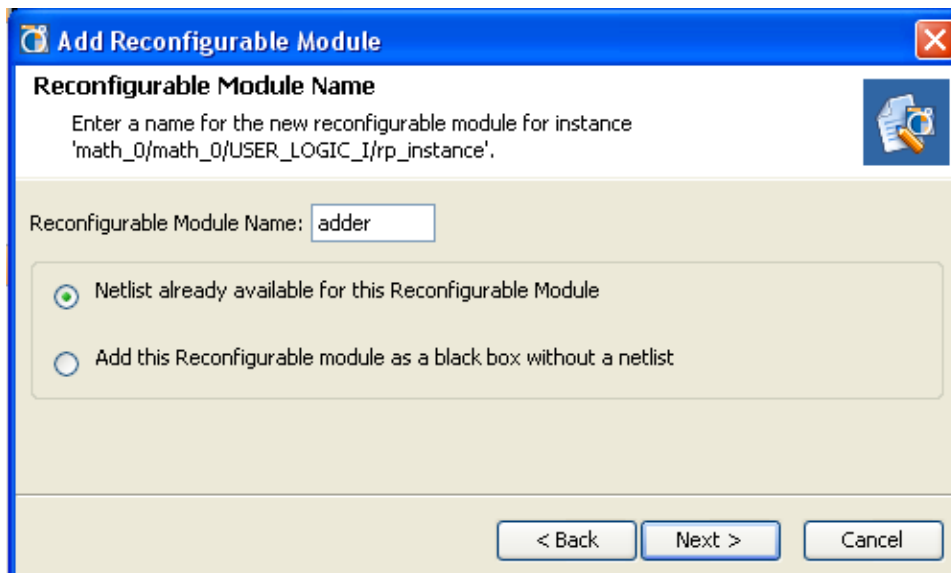 Add Reconfigurable Module
Reconfigurable Module Name
Enter a name for the new reconfigurable module for instance
'math_0/math_0/USER_LOGIC_I/rp_instance'.
Reconfigurable Module Name: adder
Netlist already available for this Reconfigurable Module
Add this Reconfigurable module as a black box without a netlist
< Back Next > Cancel